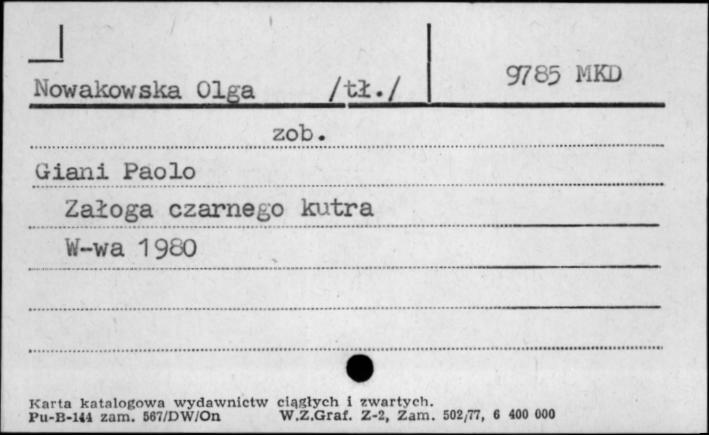 Nowakowska Olga /tł./ 9785 MKD
zob.
Giani Paolo
Załoga czarnego kutra
W-wa 1980
Karta katalogowa wydawnictw ciągłych i zwartych.
Pu-B-144 zam. 567/DW/On W.Z.Graf. Z-2, Zam. 502/77, 6 400 000